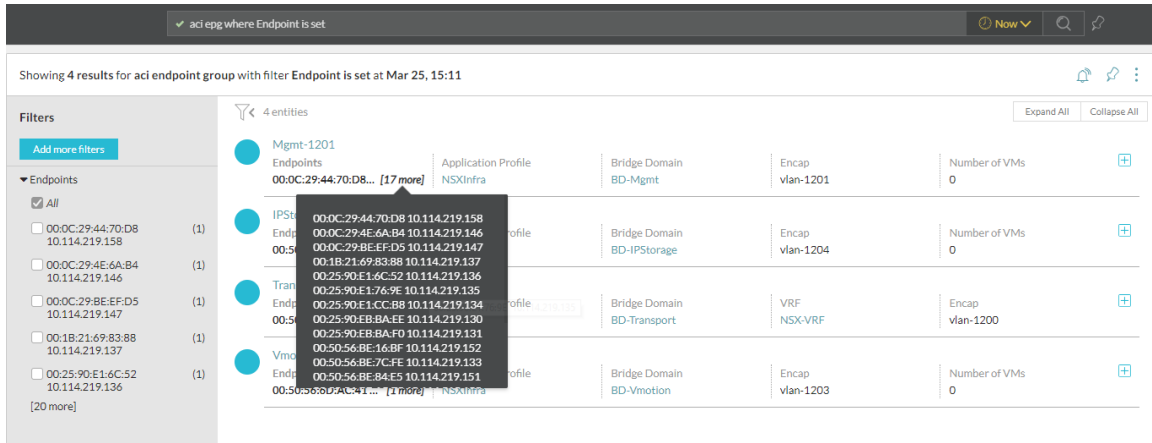 aci epg where Endpoint is set
Now
Showing 4 results for aci endpoint group with filter Endpoint is set at Mar 25, 15:11
Filters
Add more filters
Endpoints
All
00:0C:29:44:70:D8 (1)
10.114.219.158
00:0C:29:4E:6A:B4 (1)
10.114.219.146
00:0C:29:BE:EF:D5 (1)
10.114.219.147
00:1B:21:69:83:88 (1)
10.114.219.137
00:25:90:E1:6C:52 (1)
10.114.219.136
[20 more]
4 entities
Expand All Collapse All
Mgmt-1201
Endpoints Application Profile Bridge Domain Encap Number of VMs
00:0C:29:44:70:D8... [17 more] NSXInfra BD-Mgmt vlan-1201 0
00:0C:29:44:70:D8 10.114.219.158
00:0C:29:4E:6A:B4 10.114.219.146
00:0C:29:BE:EF:D5 10.114.219.147
00:1B:21:69:83:88 10.114.219.137
00:25:90:E1:6C:52 10.114.219.136
00:25:90:E1:76:9E 10.114.219.135
00:25:90:E1:CC:B8 10.114.219.134
00:25:90:EB:BA:EE 10.114.219.130
00:25:90:EB:BA:F0 10.114.219.131
00:50:56:BE:16:BF 10.114.219.152
00:50:56:BE:7C:FE 10.114.219.133
00:50:56:BE:84:E5 10.114.219.151
Bridge Domain Encap Number of VMs
BD-IPStorage vlan-1204 0
Bridge Domain VRF Encap
BD-Transport NSX-VRF vlan-1200
Bridge Domain Encap Number of VMs
00:50:56:6D:AC:41 ... [1 more] NSXInfra BD-Vmotion vlan-1203 0